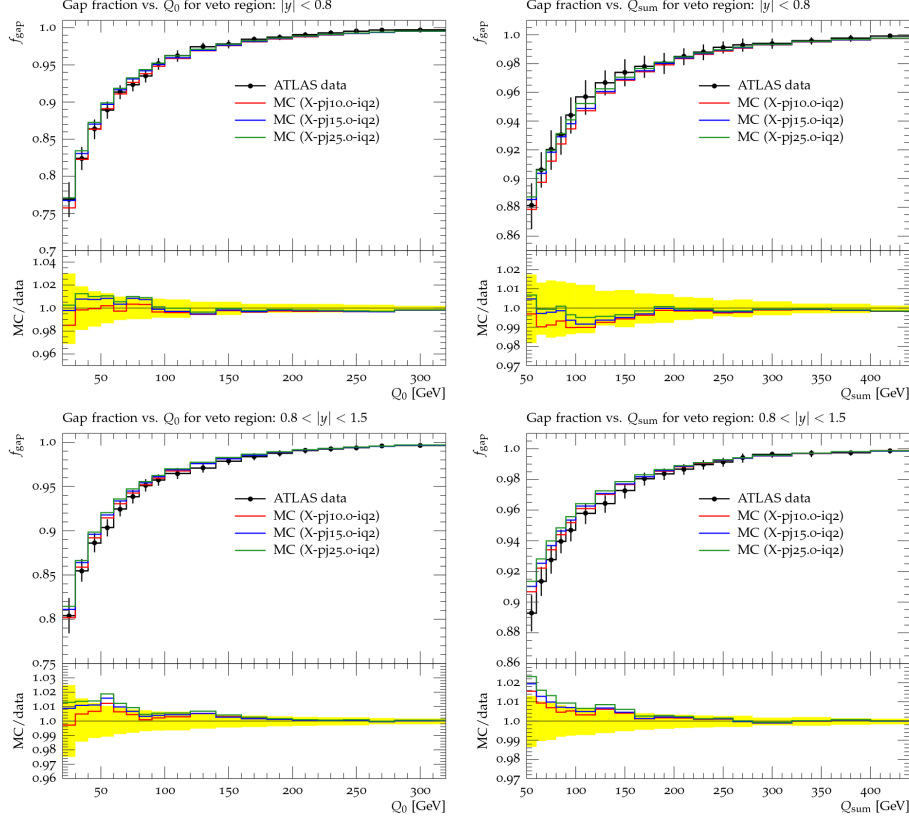 Gap fraction vs. Q0 for veto region: |y| < 0.8
fgap
1.0
0.95
0.9
0.85
0.8
0.75
0.7
ATLAS data
MC (X-pj10.0-iq2)
MC (X-pj15.0-iq2)
MC (X-pj25.0-iq2)
MC/data
1.04
1.02
1.0
0.98
0.96
50 100 150 200 250 300
Q0 [GeV]
Gap fraction vs. Qsum for veto region: |y| < 0.8
fgap
1.0
0.98
0.96
0.94
0.92
0.9
0.88
0.86
ATLAS data
MC (X-pj10.0-iq2)
MC (X-pj15.0-iq2)
MC (X-pj25.0-iq2)
MC/data
1.02
1.01
1.0
0.99
0.98
0.97
50 100 150 200 250 300 350 400
Qsum [GeV]
Gap fraction vs. Q0 for veto region: 0.8 < |y| < 1.5
fgap
1.0
0.95
0.9
0.85
0.8
0.75
ATLAS data
MC (X-pj10.0-iq2)
MC (X-pj15.0-iq2)
MC (X-pj25.0-iq2)
MC/data
1.03
1.02
1.01
1.0
0.99
0.98
0.97
0.96
50 100 150 200 250 300
Q0 [GeV]
Gap fraction vs. Qsum for veto region: 0.8 < |y| < 1.5
fgap
1.0
0.98
0.96
0.94
0.92
0.9
0.88
0.86
ATLAS data
MC (X-pj10.0-iq2)
MC (X-pj15.0-iq2)
MC (X-pj25.0-iq2)
MC/data
1.02
1.01
1.0
0.99
0.98
0.97
50 100 150 200 250 300 350 400
Qsum [GeV]